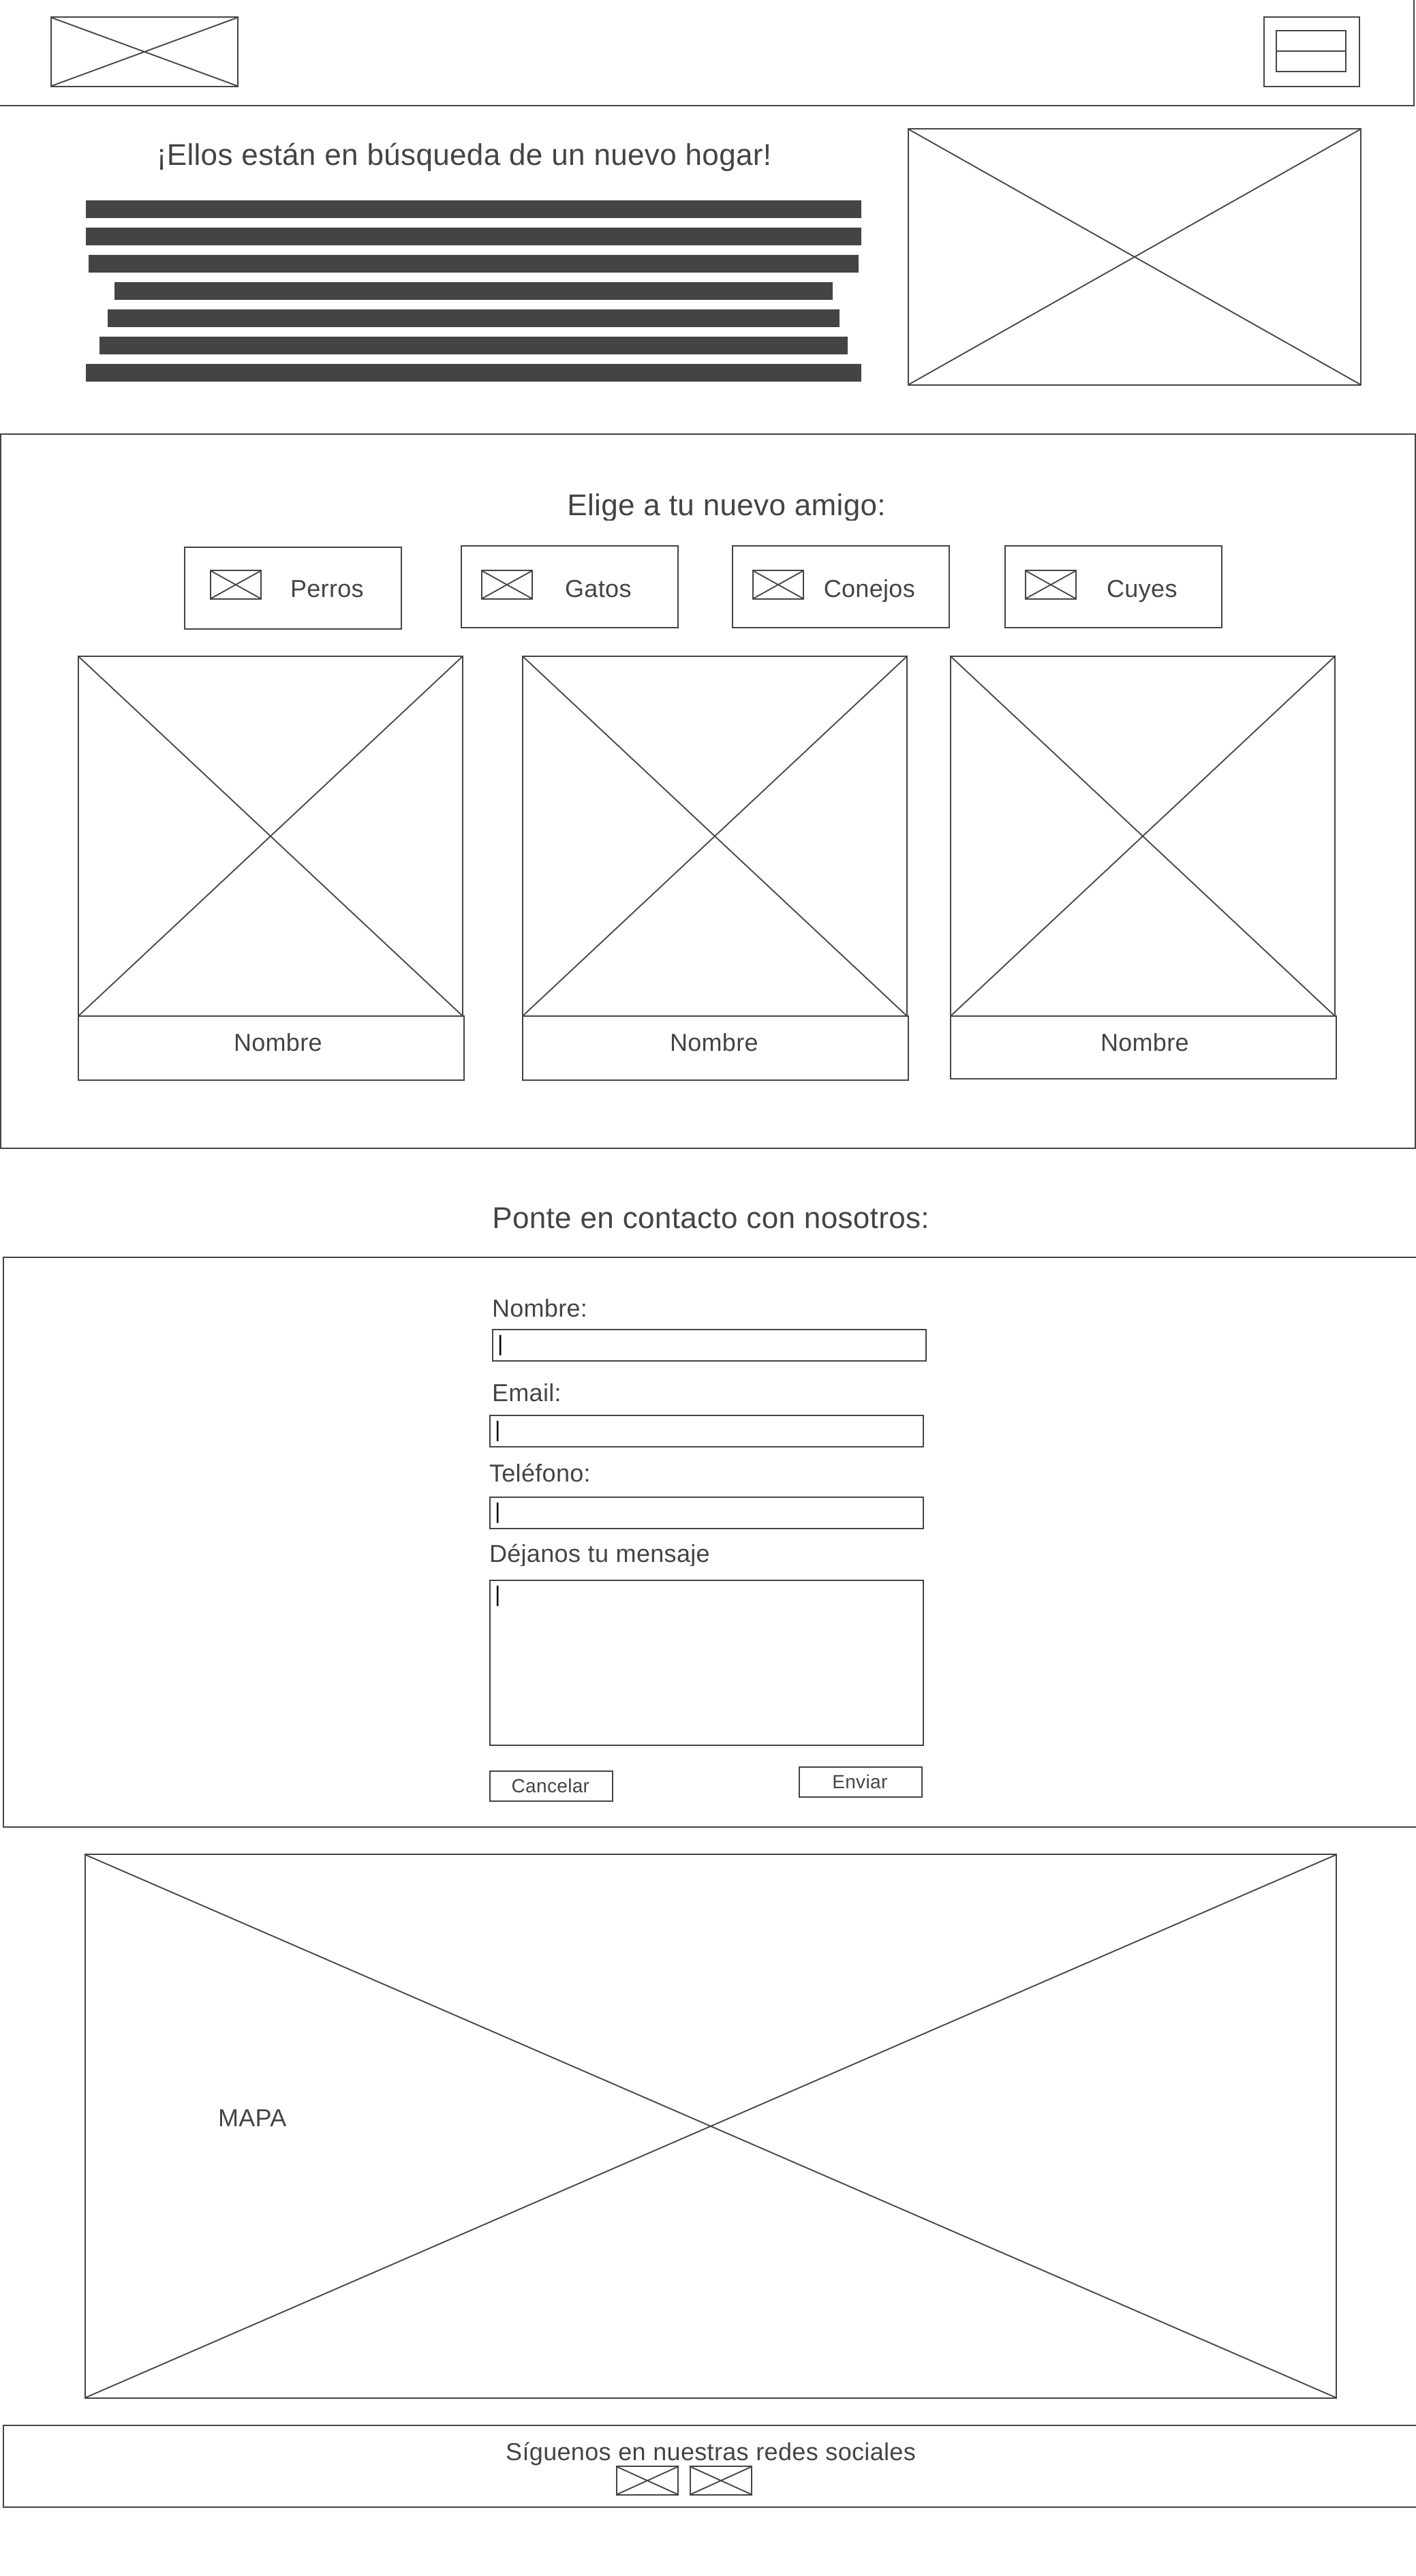 ¡Ellos están en búsqueda de un nuevo hogar!
Elige a tu nuevo amigo:
Perros
Gatos
Conejos
Cuyes
Nombre
Nombre
Nombre
Ponte en contacto con nosotros:
Nombre:
Email:
Teléfono:
Déjanos tu mensaje
Cancelar
Enviar
MAPA
Síguenos en nuestras redes sociales